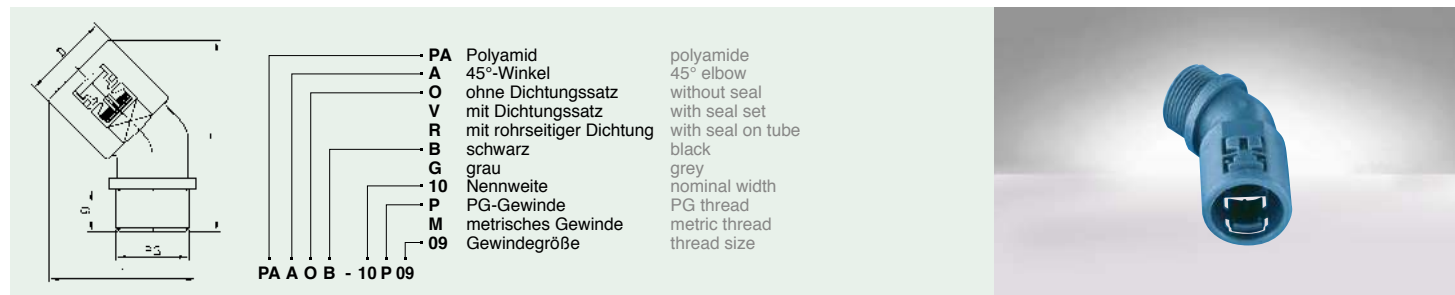 PA Polyamid polyamide
A 45°-Winkel 45° elbow
O ohne Dichtungssatz without seal
V mit Dichtungssatz with seal set
R mit rohrseitiger Dichtung with seal on tube
B schwarz black
G grau grey
10 Nennweite nominal width
P PG-Gewinde PG thread
M metrisches Gewinde metric thread
09 Gewindegröße thread size
PA A O B - 10 P 09